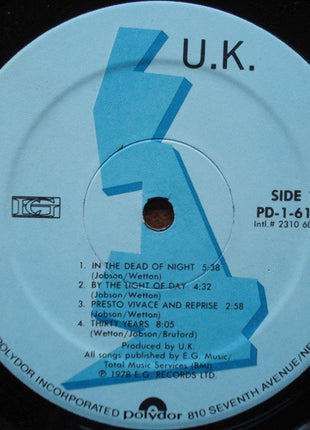 U.K.
EG
SIDE
PD-1-61
Intl.# 2310 60
1. IN THE DEAD OF NIGHT 5:58
(Jobson/Wetton)
2. BY THE LIGHT OF DAY 4:32
(Jobson/Wetton)
3. PRESTO VIVACE AND REPRISE 2:58
(Jobson/Wetton)
4. THIRTY YEARS 8:05
(Wetton/Jobson/Bruford)
Produced by U.K.
All songs published by E.G. Music/
Total Music Services (BMI)
℗ 1978 E.G. RECORDS LTD.
POLYDOR INCORPORATED polydor 810 SEVENTH AVENUE/